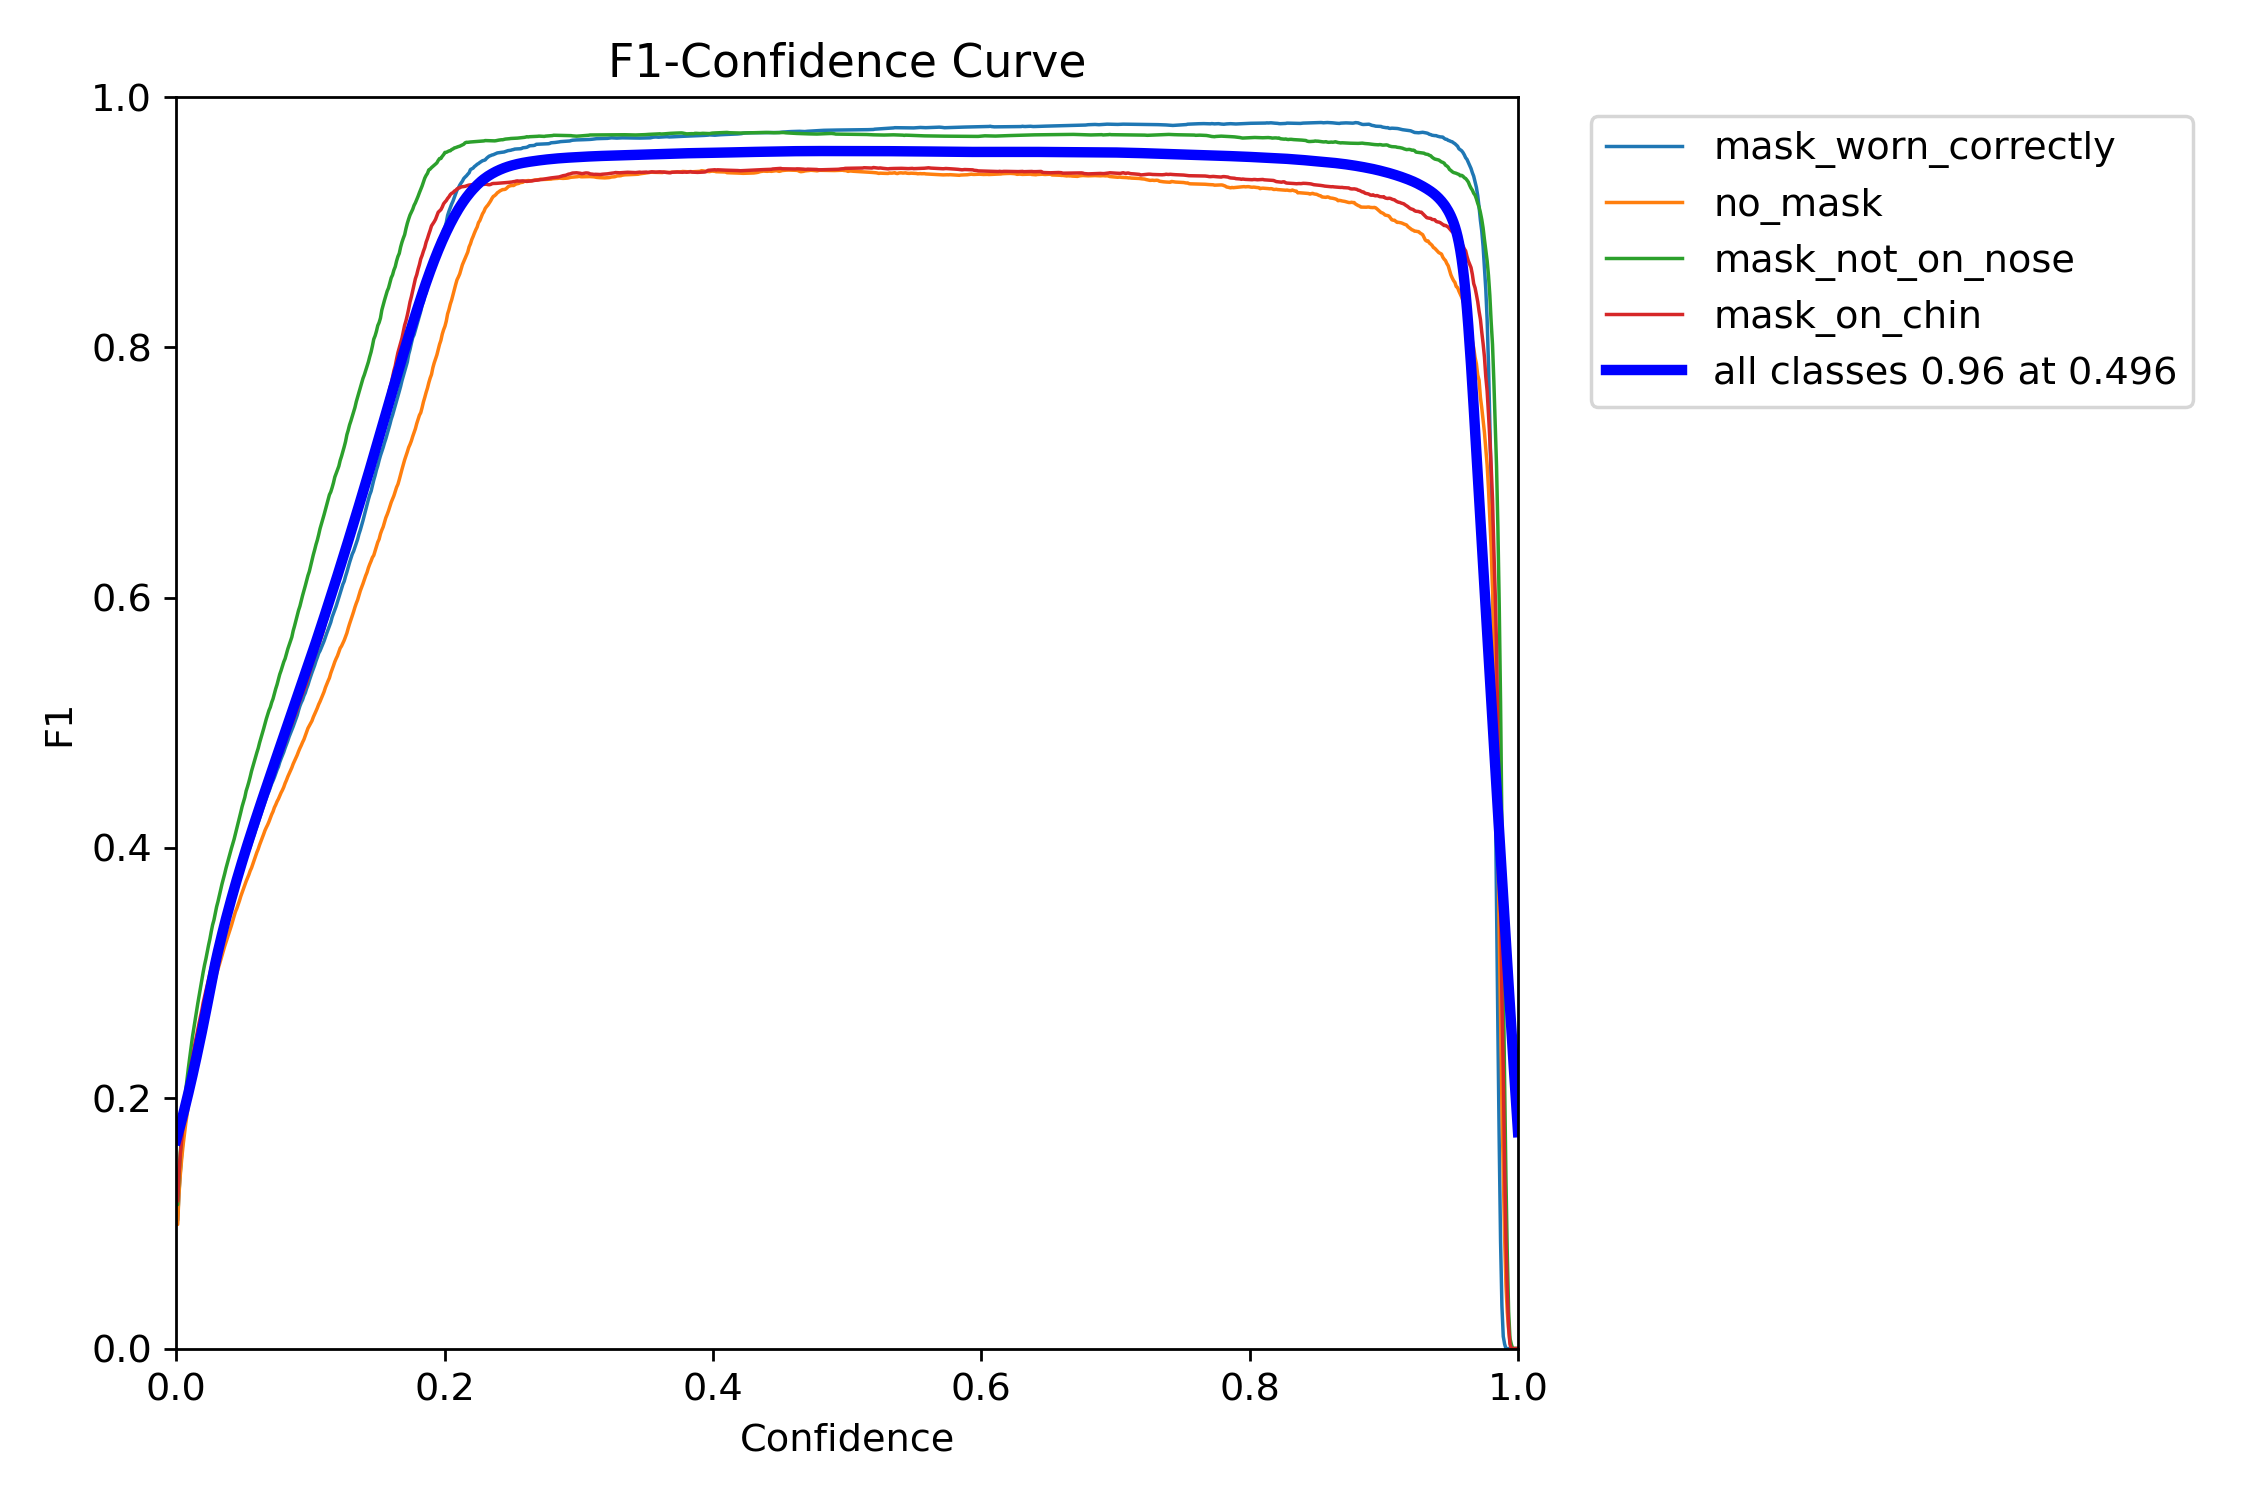 F1-Confidence Curve
1.0
0.8
0.6
0.4
0.2
0.0
F1
0.0 0.2 0.4 0.6 0.8 1.0
Confidence
mask_worn_correctly
no_mask
mask_not_on_nose
mask_on_chin
all classes 0.96 at 0.496